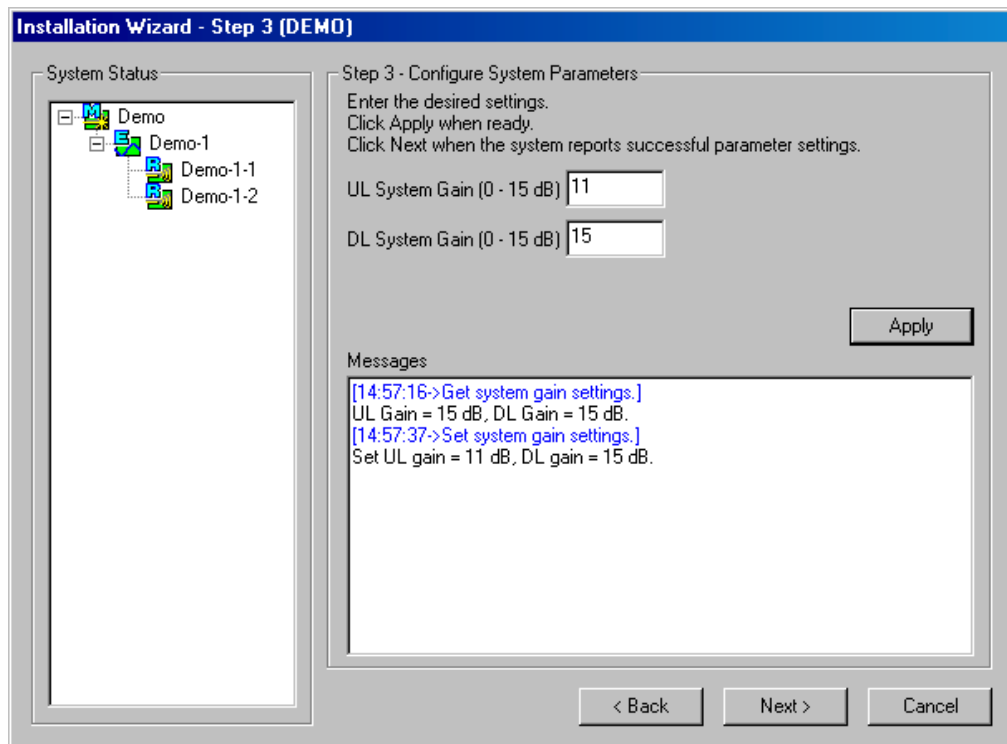 Installation Wizard - Step 3 (DEMO)
System Status
M Demo
E Demo-1
R Demo-1-1
R Demo-1-2
Step 3 - Configure System Parameters
Enter the desired settings.
Click Apply when ready.
Click Next when the system reports successful parameter settings.
UL System Gain (0 - 15 dB) 11
DL System Gain (0 - 15 dB) 15
Apply
Messages
[14:57:16->Get system gain settings.]
UL Gain = 15 dB, DL Gain = 15 dB.
[14:57:37->Set system gain settings.]
Set UL gain = 11 dB, DL gain = 15 dB.
< Back
Next >
Cancel